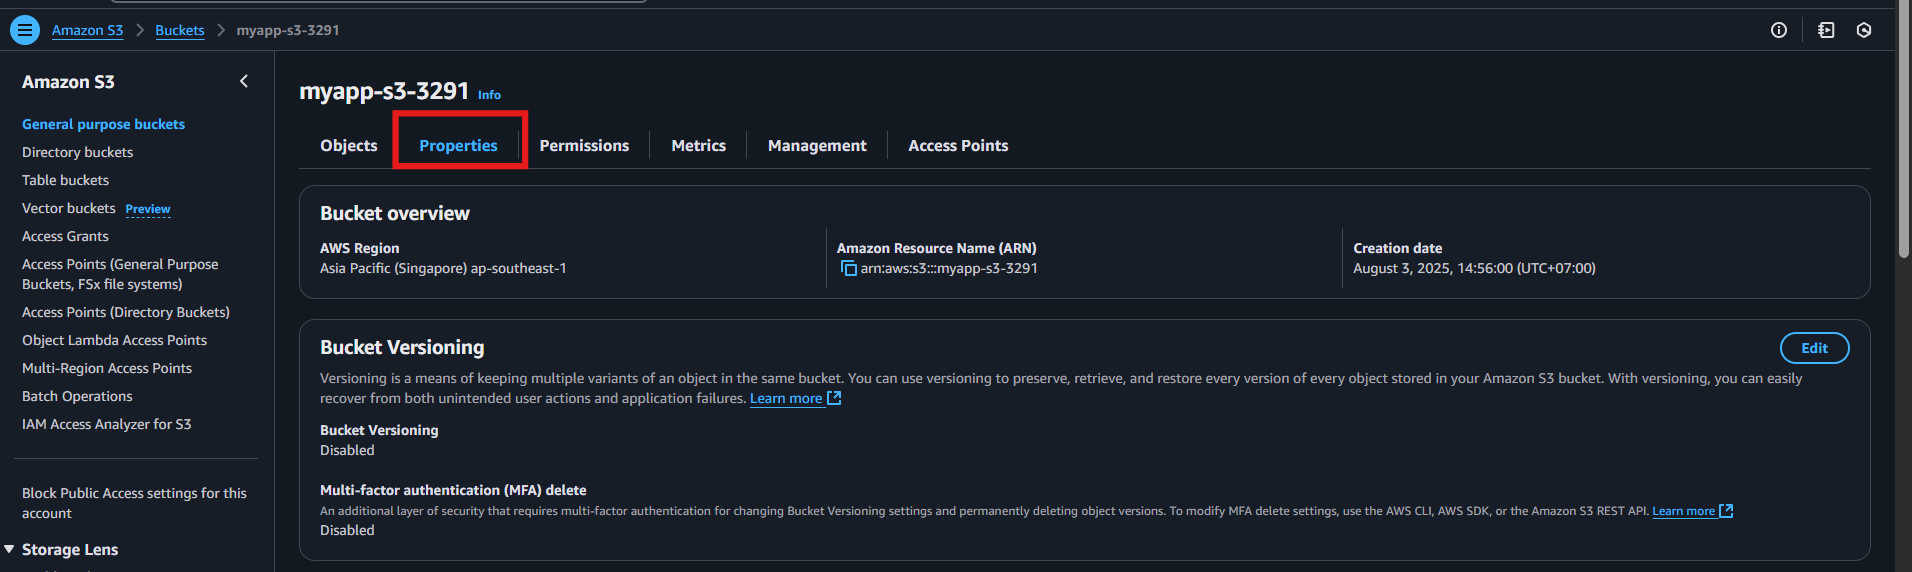 Amazon S3 > Buckets > myapp-s3-3291
Amazon S3
General purpose buckets
Directory buckets
Table buckets
Vector buckets Preview
Access Grants
Access Points (General Purpose
Buckets, FSx file systems)
Access Points (Directory Buckets)
Object Lambda Access Points
Multi-Region Access Points
Batch Operations
IAM Access Analyzer for S3
Block Public Access settings for this
account
Storage Lens
myapp-s3-3291 Info
Objects Properties Permissions Metrics Management Access Points
Bucket overview
AWS Region
Asia Pacific (Singapore) ap-southeast-1
Amazon Resource Name (ARN)
arn:aws:s3:::myapp-s3-3291
Creation date
August 3, 2025, 14:56:00 (UTC+07:00)
Bucket Versioning
Edit
Versioning is a means of keeping multiple variants of an object in the same bucket. You can use versioning to preserve, retrieve, and restore every version of every object stored in your Amazon S3 bucket. With versioning, you can easily
recover from both unintended user actions and application failures. Learn more
Bucket Versioning
Disabled
Multi-factor authentication (MFA) delete
An additional layer of security that requires multi-factor authentication for changing Bucket Versioning settings and permanently deleting object versions. To modify MFA delete settings, use the AWS CLI, AWS SDK, or the Amazon S3 REST API. Learn more
Disabled